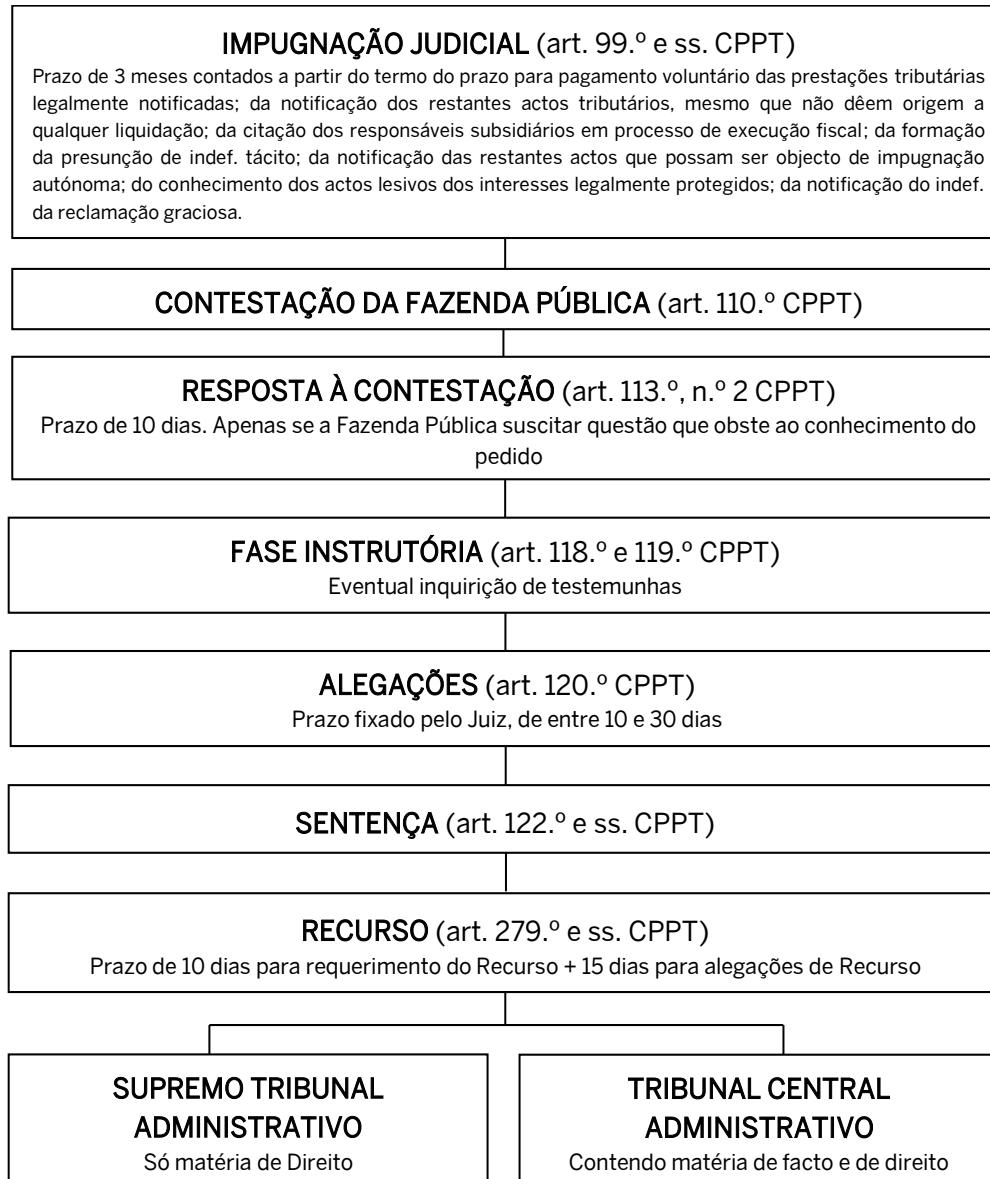 IMPUGNAÇÃO JUDICIAL (art. 99.º e ss. CPPT)
Prazo de 3 meses contados a partir do termo do prazo para pagamento voluntário das prestações tributárias
legalmente notificadas; da notificação dos restantes actos tributários, mesmo que não dêem origem a
qualquer liquidação; da citação dos responsáveis subsidiários em processo de execução fiscal; da formação
da presunção de indef. tácito; da notificação das restantes actos que possam ser objecto de impugnação
autónoma; do conhecimento dos actos lesivos dos interesses legalmente protegidos; da notificação do indef.
da reclamação graciosa.
CONTESTAÇÃO DA FAZENDA PÚBLICA (art. 110.º CPPT)
RESPOSTA À CONTESTAÇÃO (art. 113.º, n.º 2 CPPT)
Prazo de 10 dias. Apenas se a Fazenda Pública suscitar questão que obste ao conhecimento do
pedido
FASE INSTRUTÓRIA (art. 118.º e 119.º CPPT)
Eventual inquirição de testemunhas
ALEGAÇÕES (art. 120.º CPPT)
Prazo fixado pelo Juiz, de entre 10 e 30 dias
SENTENÇA (art. 122.º e ss. CPPT)
RECURSO (art. 279.º e ss. CPPT)
Prazo de 10 dias para requerimento do Recurso + 15 dias para alegações de Recurso
SUPREMO TRIBUNAL
ADMINISTRATIVO
Só matéria de Direito
TRIBUNAL CENTRAL
ADMINISTRATIVO
Contendo matéria de facto e de direito